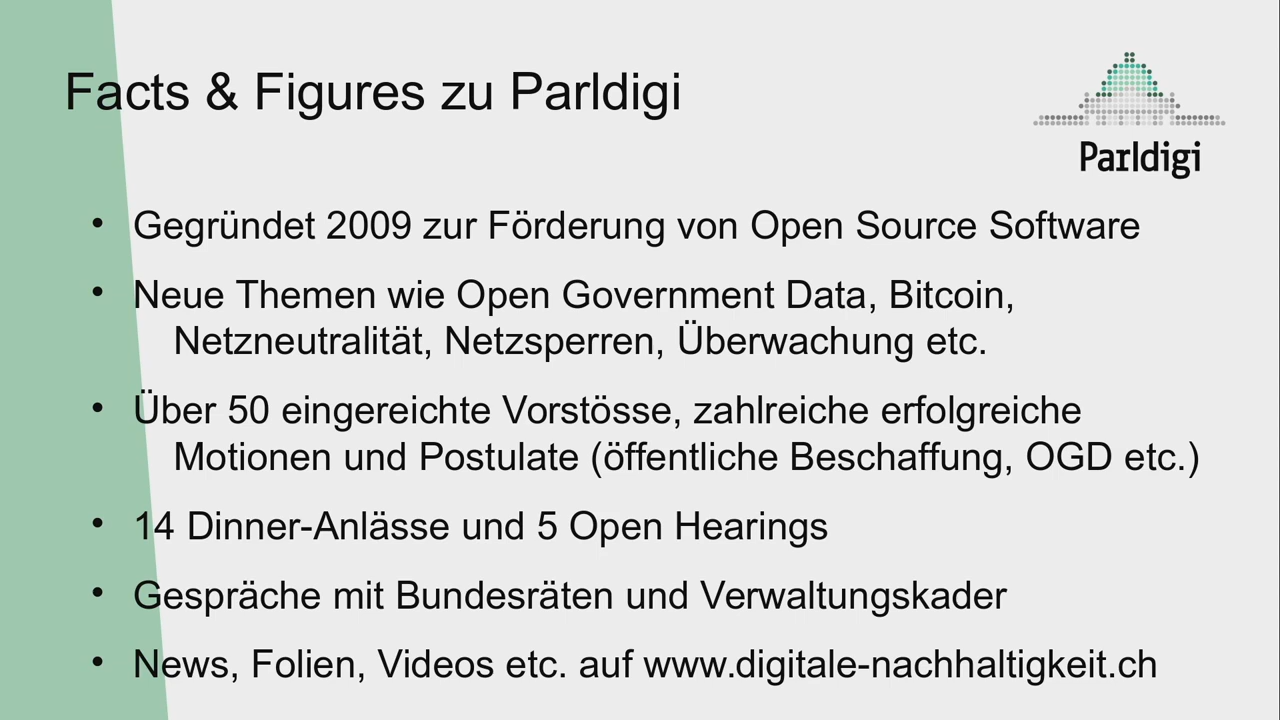 Facts & Figures zu Parldigi
Parldigi
• Gegründet 2009 zur Förderung von Open Source Software
• Neue Themen wie Open Government Data, Bitcoin,
Netzneutralität, Netzsperren, Überwachung etc.
• Über 50 eingereichte Vorstösse, zahlreiche erfolgreiche
Motionen und Postulate (öffentliche Beschaffung, OGD etc.)
• 14 Dinner-Anlässe und 5 Open Hearings
• Gespräche mit Bundesräten und Verwaltungskader
• News, Folien, Videos etc. auf www.digitale-nachhaltigkeit.ch